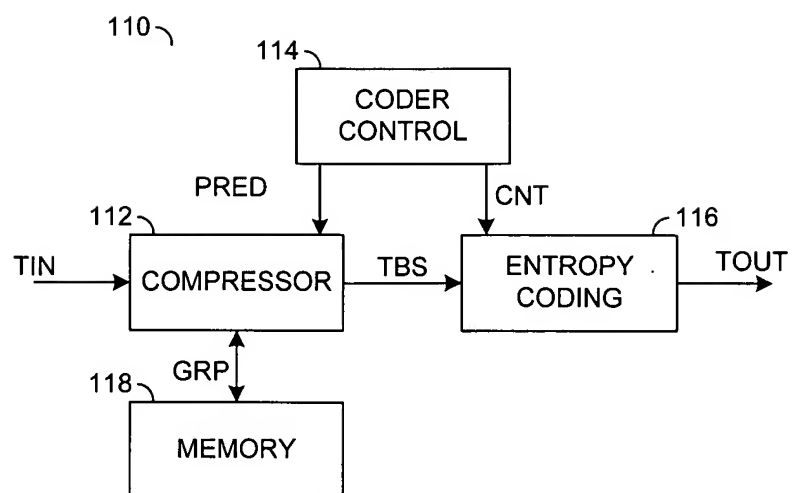 110
114
CODER
CONTROL
PRED
CNT
112
116
TIN
COMPRESSOR
TBS
ENTROPY
CODING
TOUT
GRP
118
MEMORY